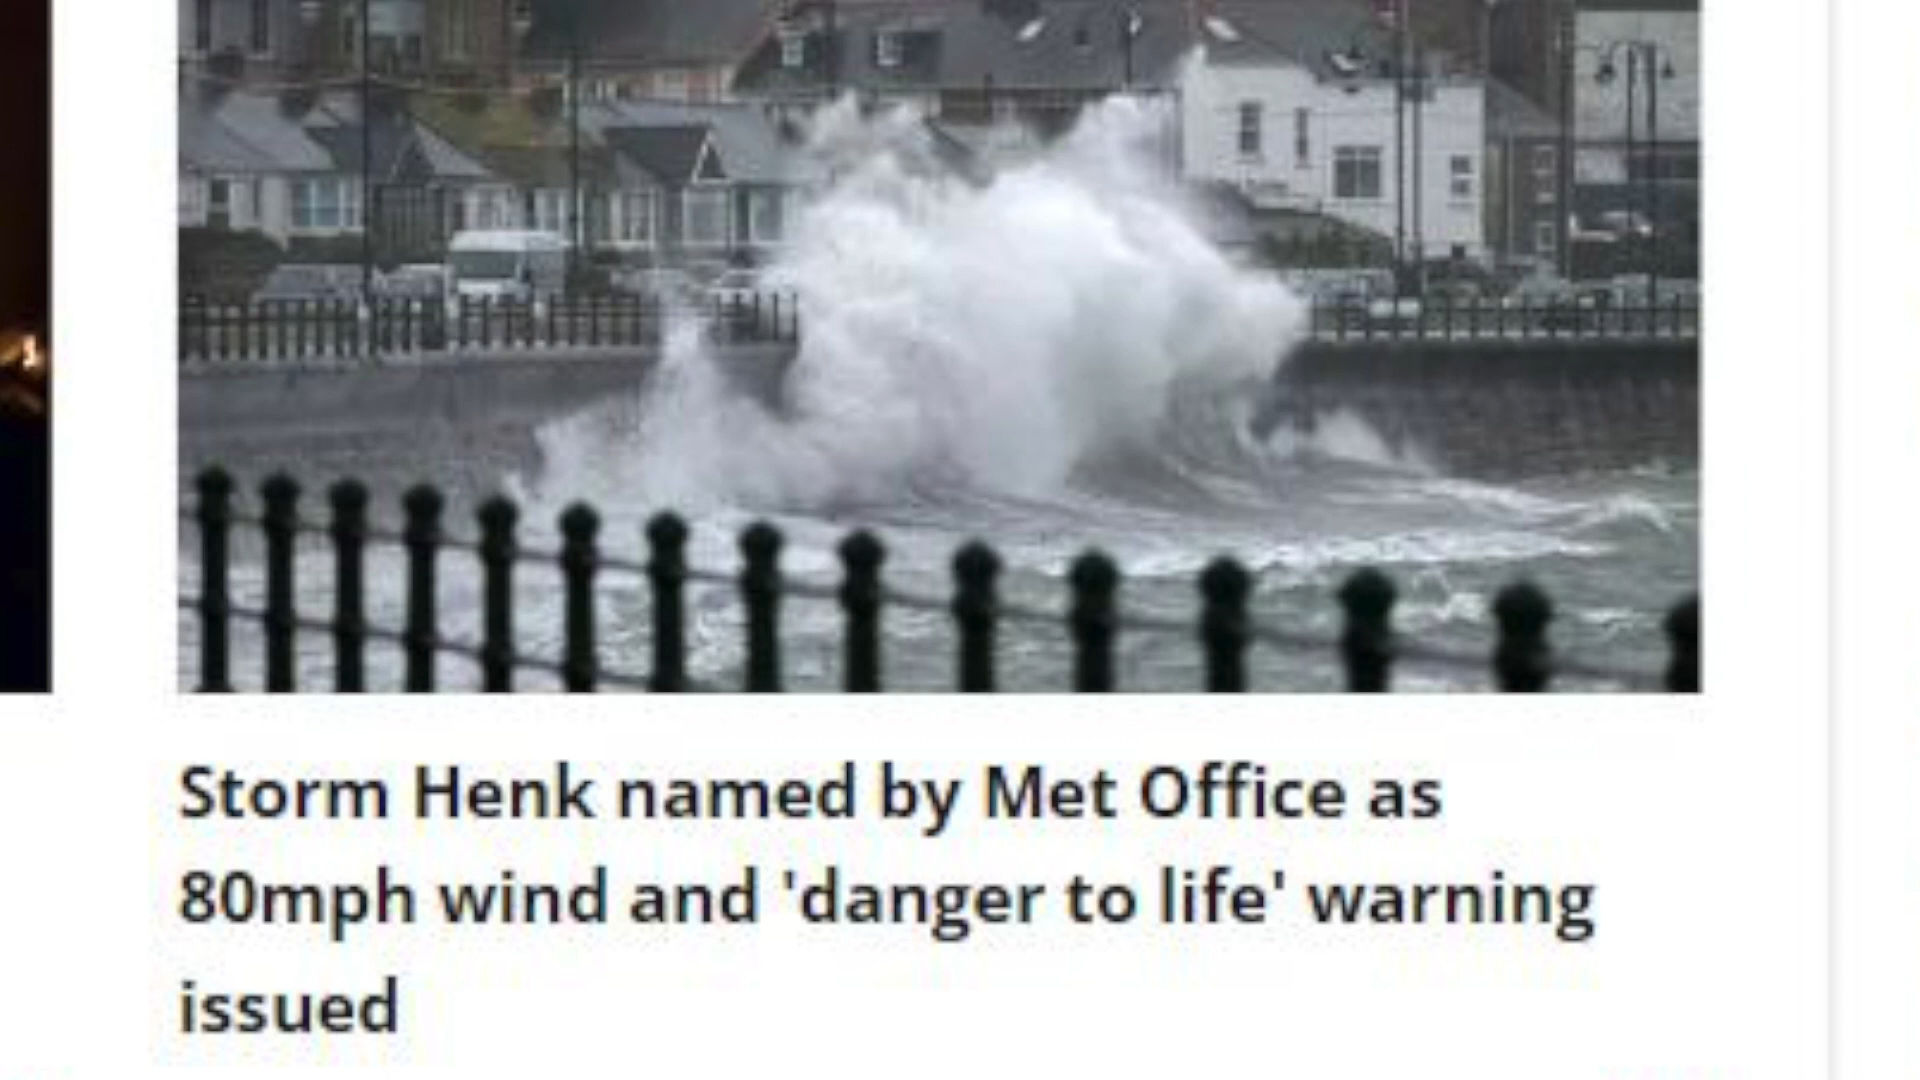 Storm Henk named by Met Office as
80mph wind and 'danger to life' warning
issued